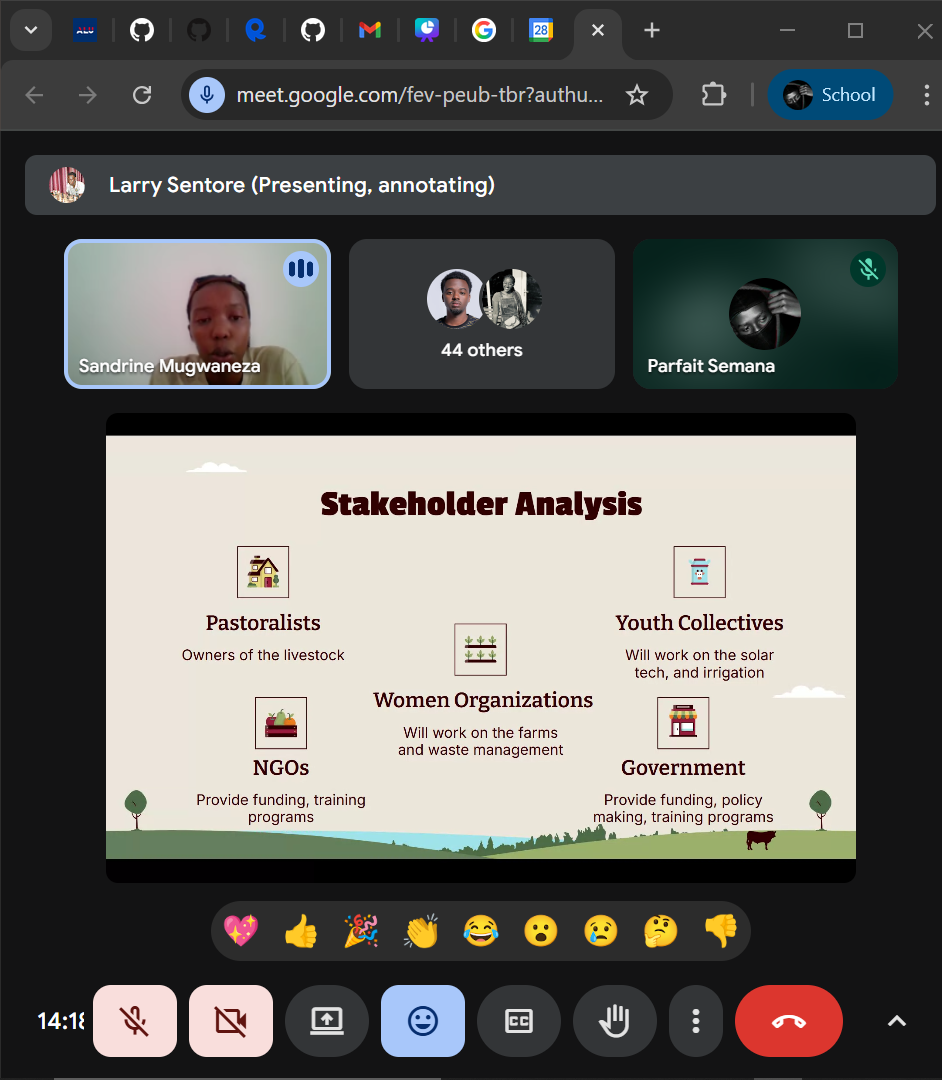 ALU
28
meet.google.com/fev-peub-tbr?authu...
School
Larry Sentore (Presenting, annotating)
Sandrine Mugwaneza
44 others
Parfait Semana
Stakeholder Analysis
Pastoralists
Owners of the livestock
Youth Collectives
Will work on the solar
tech, and irrigation
Women Organizations
Will work on the farms
and waste management
NGOs
Provide funding, training
programs
Government
Provide funding, policy
making, training programs
14:18
CC